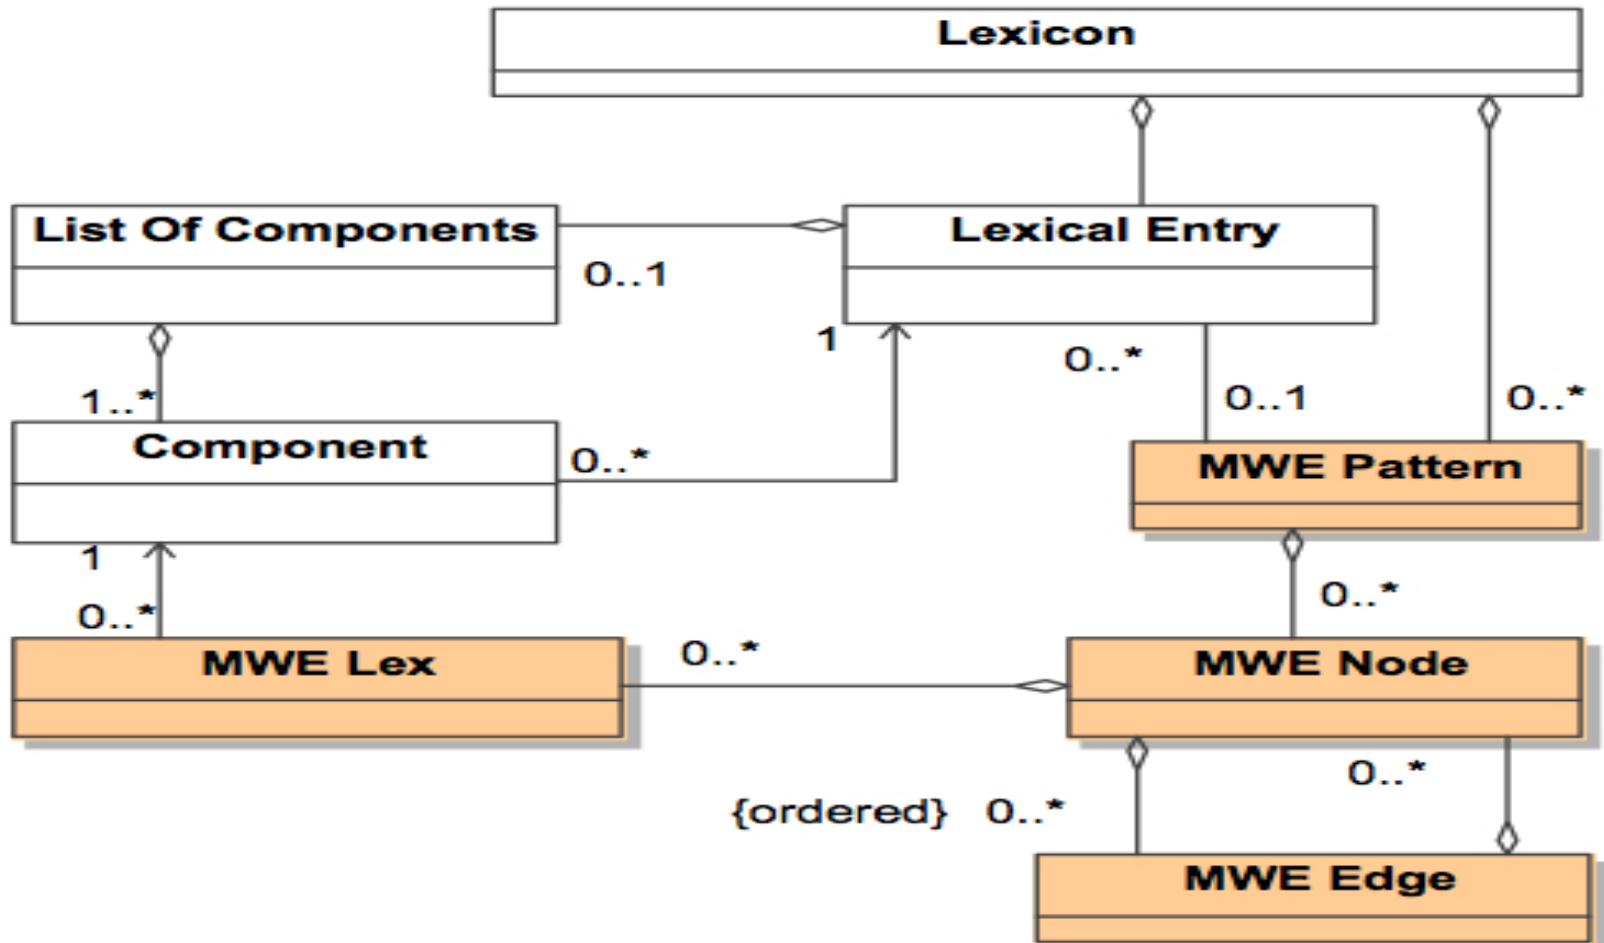 Lexicon
List Of Components
Lexical Entry
0..1
1
0..*
1..*
0..1
0..*
Component
0..*
MWE Pattern
1
0..*
0..*
MWE Lex
0..*
MWE Node
0..*
{ordered} 0..*
MWE Edge